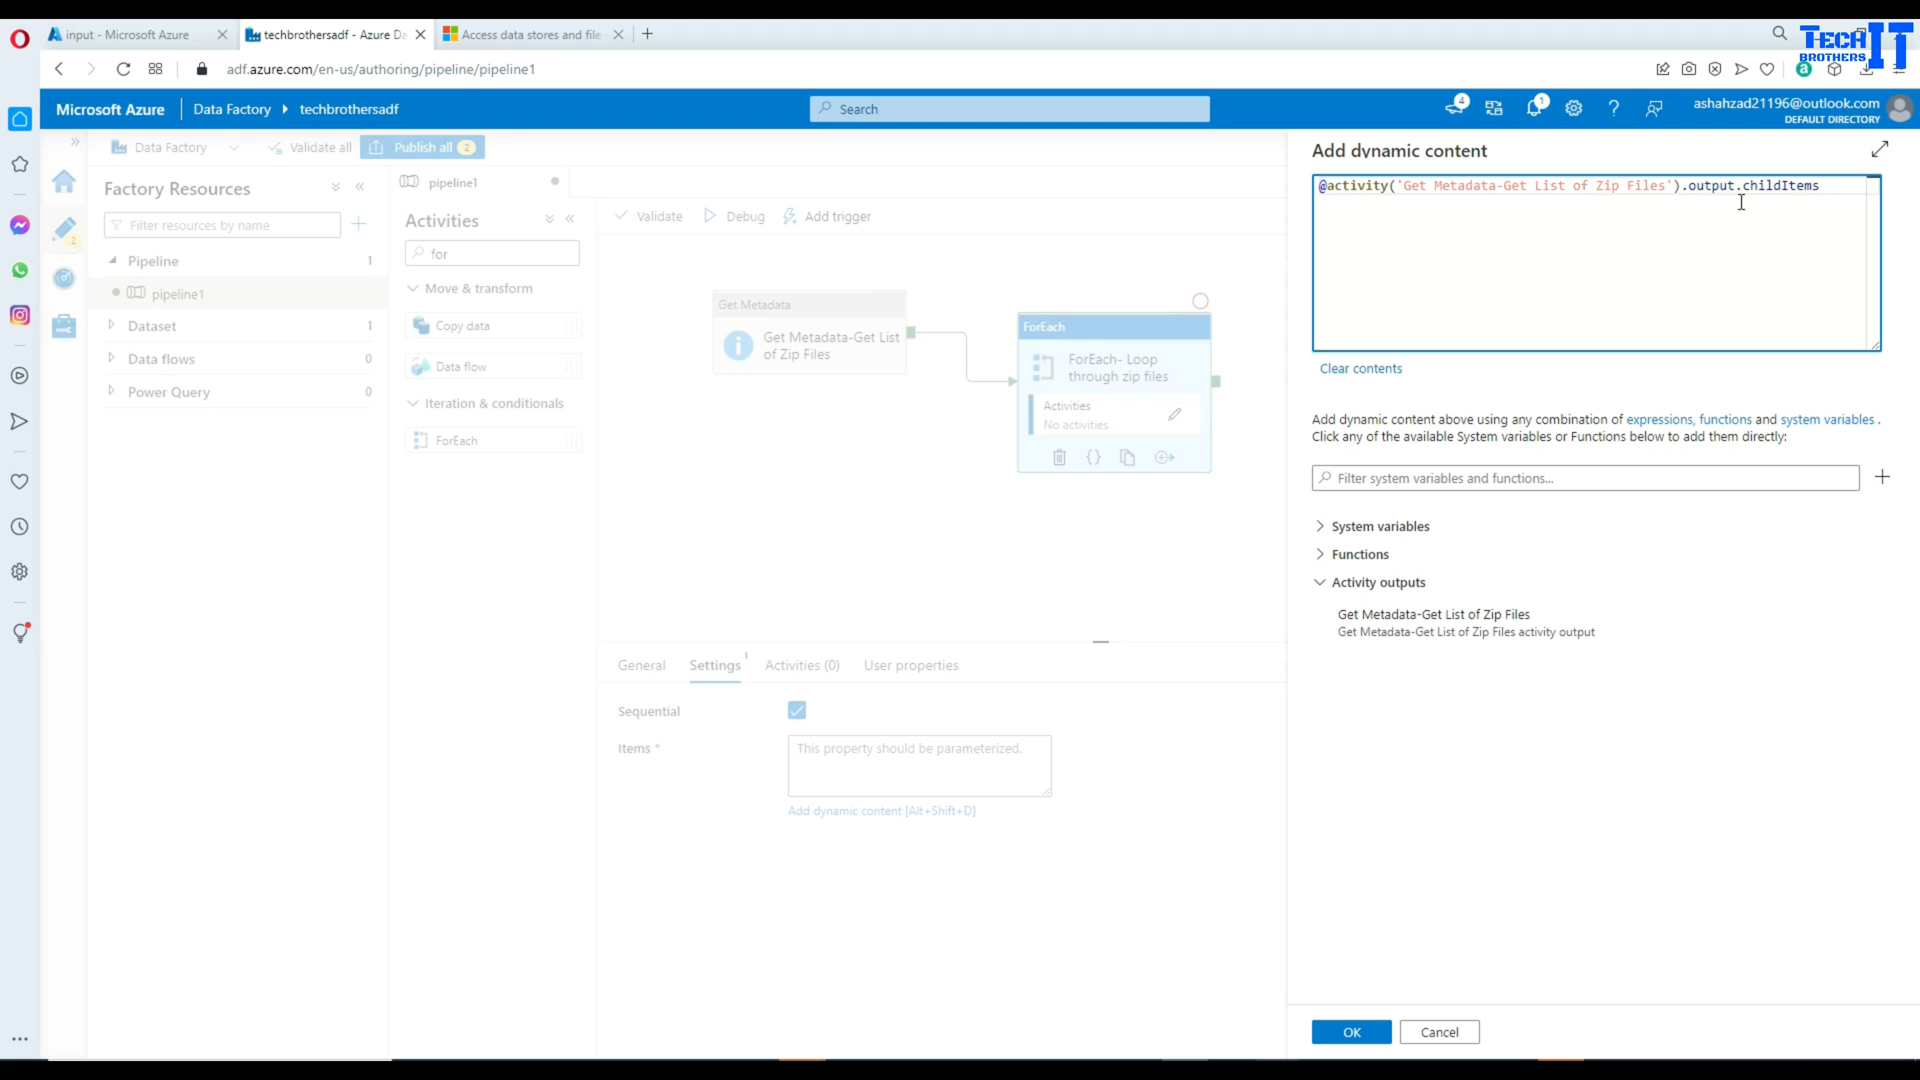 input - Microsoft Azure
techbrothersadf - Azure Da
Access data stores and file
TECH IT
BROTHERS
adf.azure.com/en-us/authoring/pipeline/pipeline1
Microsoft Azure
Data Factory
techbrothersadf
Search
4
1
ashahzad21196@outlook.com
DEFAULT DIRECTORY
Data Factory
Validate all
Publish all
2
Factory Resources
Filter resources by name
Pipeline
1
pipeline1
Dataset
1
Data flows
0
Power Query
0
2
pipeline1
Activities
for
Move & transform
Copy data
Data flow
Iteration & conditionals
ForEach
Validate
Debug
Add trigger
Get Metadata
Get Metadata-Get List
of Zip Files
ForEach
ForEach- Loop
through zip files
Activities
No activities
General
Settings
1
Activities (0)
User properties
Sequential
Items *
This property should be parameterized.
Add dynamic content [Alt+Shift+D]
Add dynamic content
@activity('Get Metadata-Get List of Zip Files').output.childItems
Clear contents
Add dynamic content above using any combination of expressions, functions and system variables .
Click any of the available System variables or Functions below to add them directly:
Filter system variables and functions...
System variables
Functions
Activity outputs
Get Metadata-Get List of Zip Files
Get Metadata-Get List of Zip Files activity output
OK
Cancel